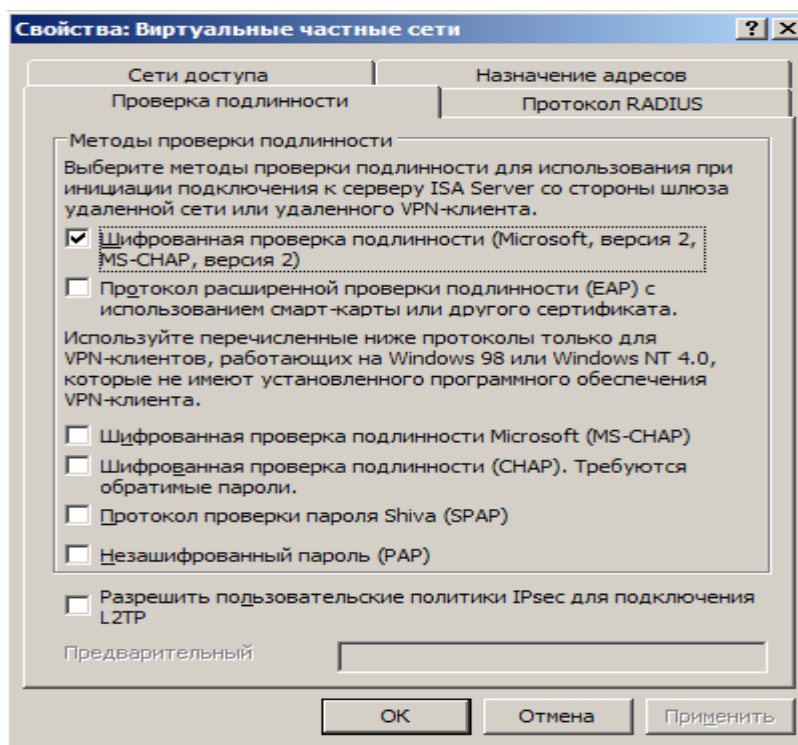 Свойства: Виртуальные частные сети
Сети доступа
Назначение адресов
Проверка подлинности
Протокол RADIUS
Методы проверки подлинности
Выберите методы проверки подлинности для использования при
инициации подключения к серверу ISA Server со стороны шлюза
удаленной сети или удаленного VPN-клиента.
Шифрованная проверка подлинности (Microsoft, версия 2,
MS-CHAP, версия 2)
Протокол расширенной проверки подлинности (EAP) с
использованием смарт-карты или другого сертификата.
Используйте перечисленные ниже протоколы только для
VPN-клиентов, работающих на Windows 98 или Windows NT 4.0,
которые не имеют установленного программного обеспечения
VPN-клиента.
Шифрованная проверка подлинности Microsoft (MS-CHAP)
Шифрованная проверка подлинности (CHAP). Требуются
обратимые пароли.
Протокол проверки пароля Shiva (SPAP)
Незашифрованный пароль (PAP)
Разрешить пользовательские политики IPsec для подключения
L2TP
Предварительный
ОК
Отмена
Применить